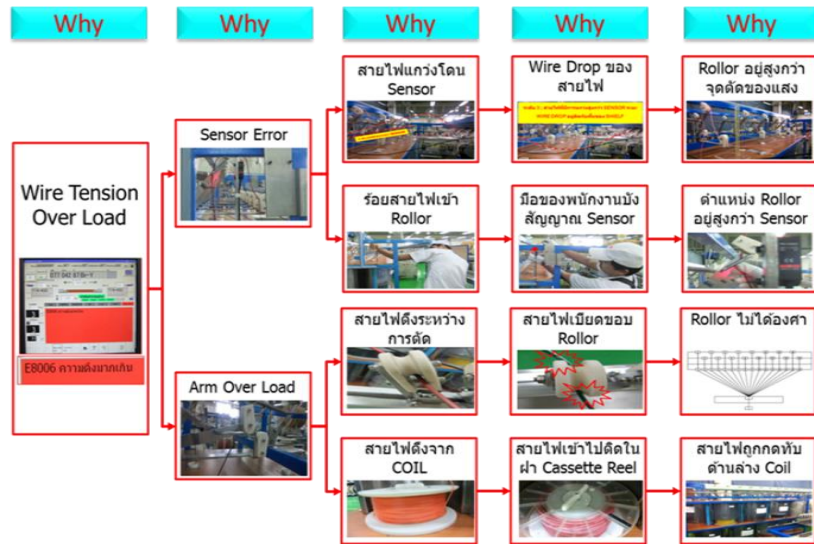 Why
Why
Why
Why
Why
Wire Tension
Over Load
E8006 ความตึงมากเกิน
Sensor Error
Arm Over Load
สายไฟแกว่งโดน
Sensor
Wire Drop ของ
สายไฟ
Rollor อยู่สูงกว่า
จุดตัดของแสง
ร้อยสายไฟเข้า
Rollor
มือของพนักงานบัง
สัญญาณ Sensor
ตำแหน่ง Rollor
อยู่สูงกว่า Sensor
สายไฟตึงระหว่าง
การตัด
สายไฟเบียดขอบ
Rollor
Rollor ไม่ได้องศา
สายไฟตึงจาก
COIL
สายไฟเข้าไปติดใน
ฝา Cassette Reel
สายไฟถูกกดทับ
ด้านล่าง Coil